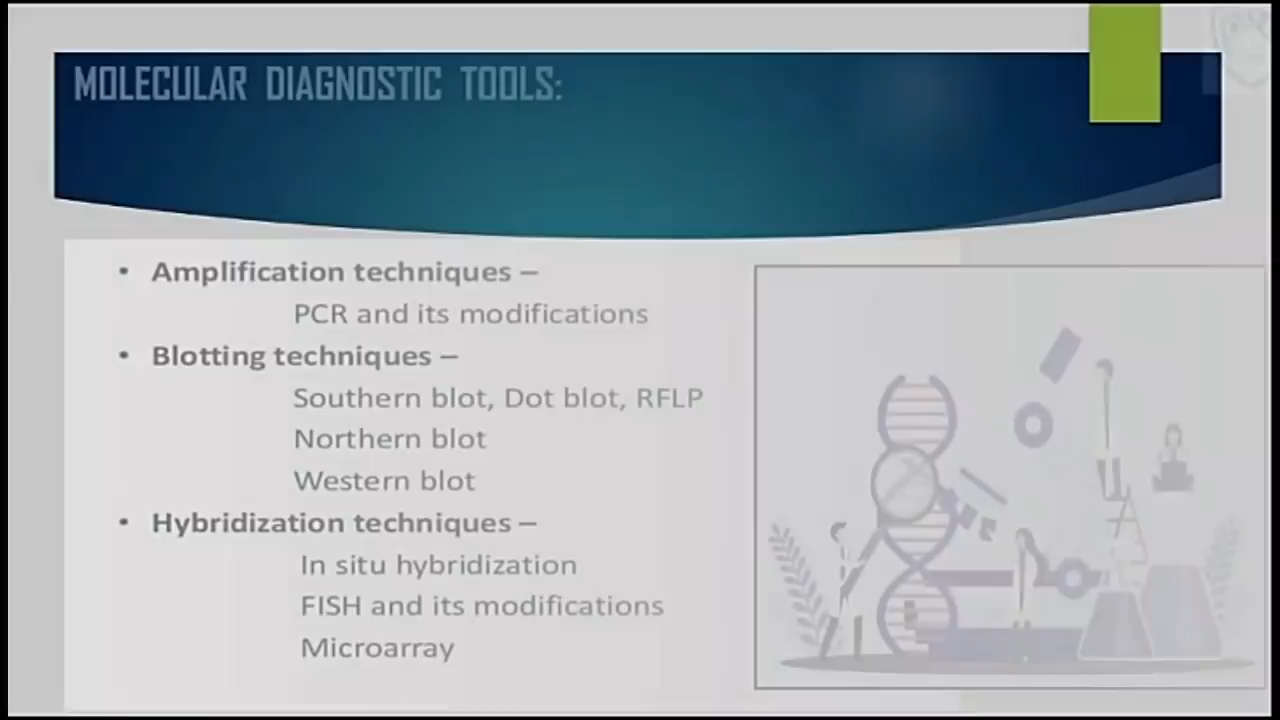 MOLECULAR DIAGNOSTIC TOOLS:
• Amplification techniques –
PCR and its modifications
• Blotting techniques –
Southern blot, Dot blot, RFLP
Northern blot
Western blot
• Hybridization techniques –
In situ hybridization
FISH and its modifications
Microarray